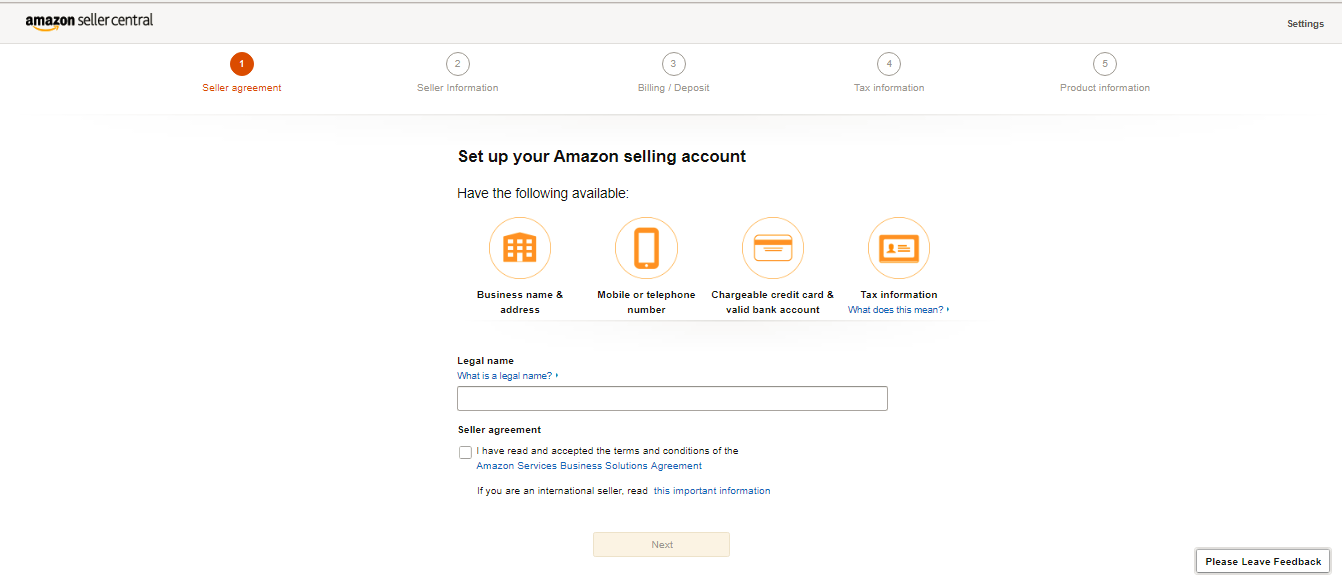 amazon seller central
Settings
1 2 3 4 5
Seller agreement Seller Information Billing / Deposit Tax information Product information
Set up your Amazon selling account
Have the following available:
Business name & Mobile or telephone Chargeable credit card & Tax information
address number valid bank account What does this mean?
Legal name
What is a legal name?
Seller agreement
I have read and accepted the terms and conditions of the
Amazon Services Business Solutions Agreement
If you are an international seller, read this important information
Next
Please Leave Feedback